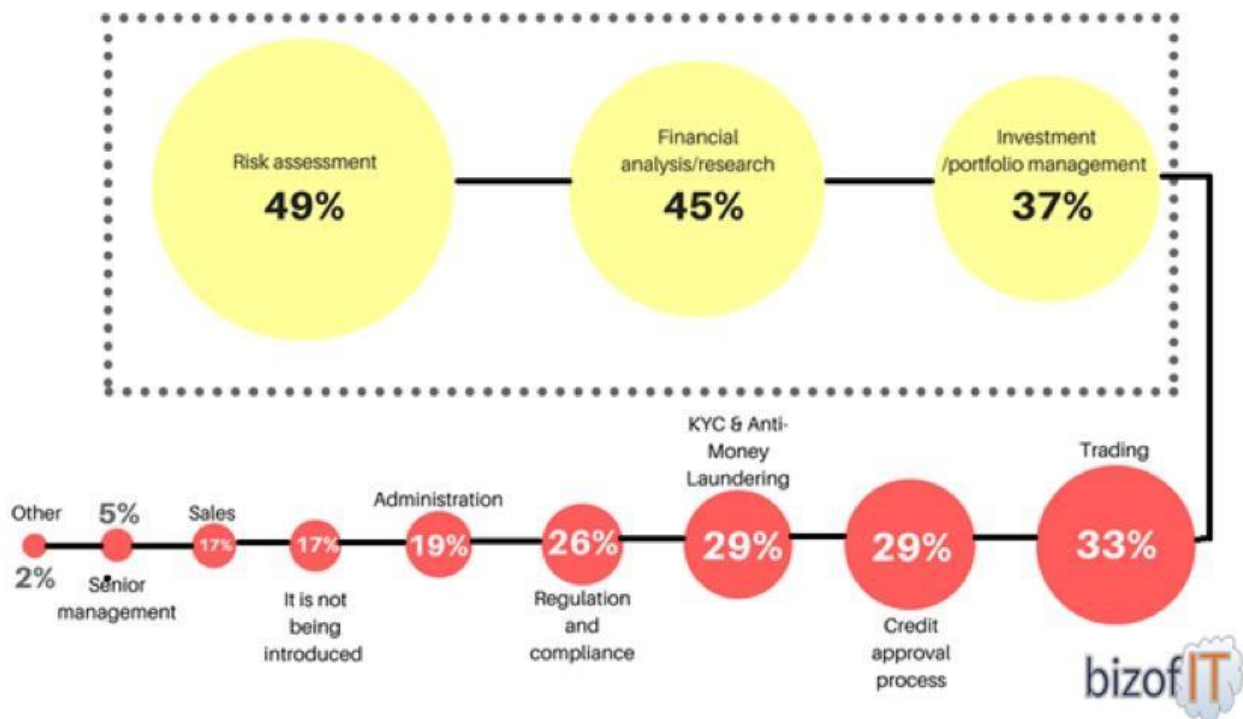 Risk assessment
49%
Financial
analysis/research
45%
Investment
/portfolio management
37%
Trading
33%
29%
Credit
approval
process
KYC & Anti-
Money
Laundering
29%
26%
Regulation
and
compliance
Administration
19%
17%
It is not
being
introduced
Sales
17%
5%
Senior
management
Other
2%
bizofIT